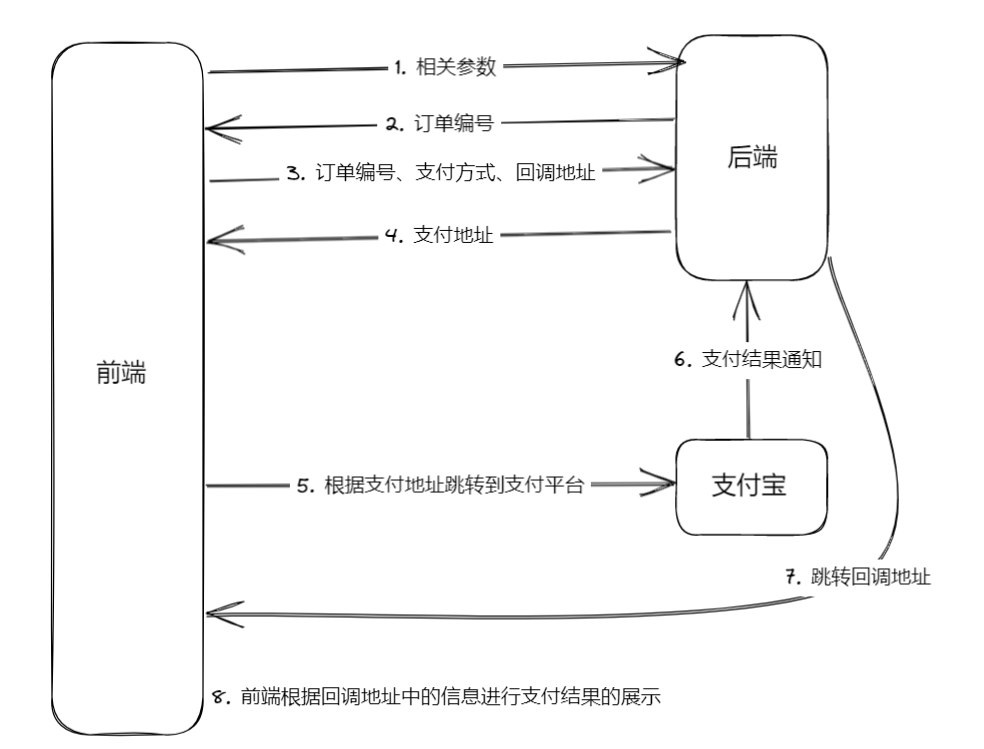 1. 相关参数
2. 订单编号
后端
3. 订单编号、支付方式、回调地址
4. 支付地址
6. 支付结果通知
前端
5. 根据支付地址跳转到支付平台
支付宝
7. 跳转回调地址
8. 前端根据回调地址中的信息进行支付结果的展示